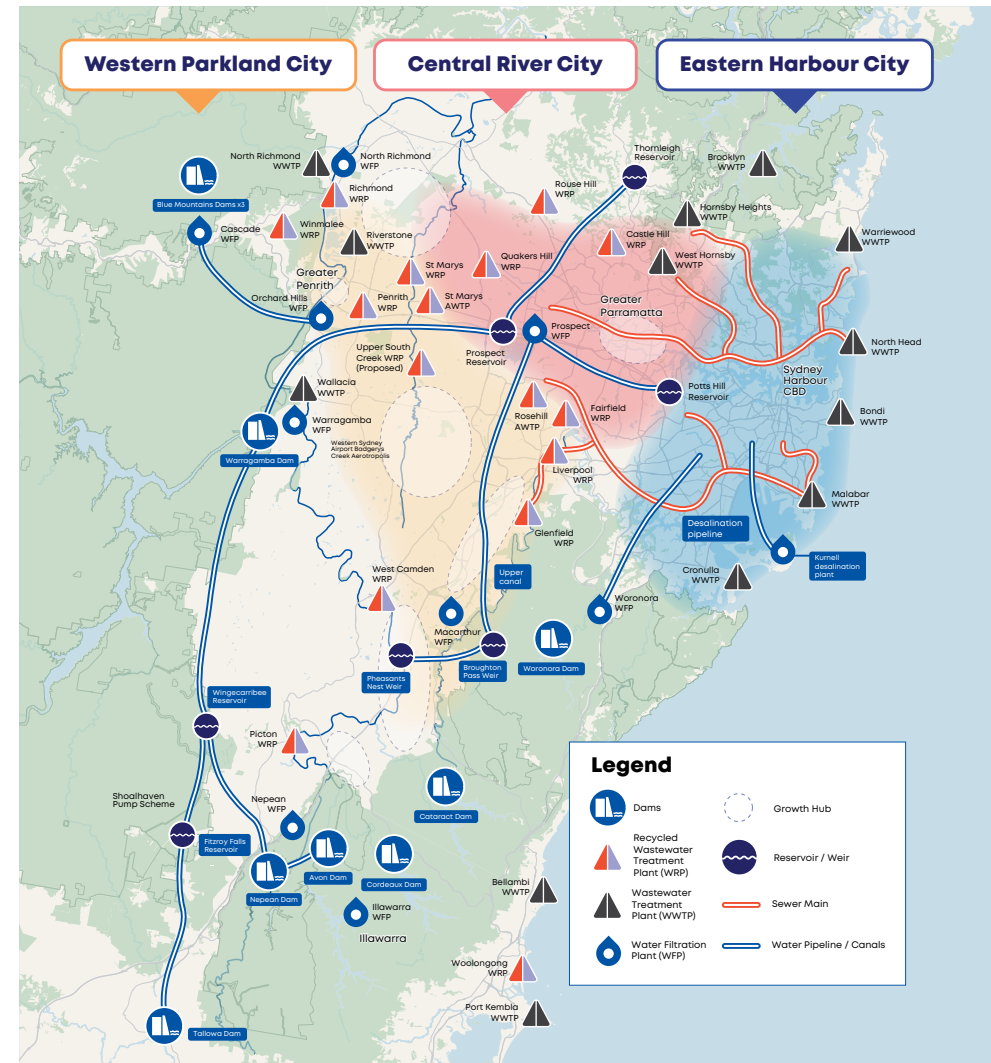 Western Parkland City
Central River City
Eastern Harbour City
North Richmond
WWTP
North Richmond
WFP
Thornleigh
Reservoir
Brooklyn
WWTP
Blue Mountains Dams x3
Richmond
WRP
Rouse Hill
WRP
Hornsby Heights
WWTP
Cascade
WFP
Winmalee
WRP
Riverstone
WWTP
Castle Hill
WRP
Warriewood
WWTP
Greater
Penrith
St Marys
WRP
Quakers Hill
WRP
West Hornsby
WWTP
Orchard Hills
WFP
Penrith
WRP
St Marys
AWTP
Greater
Parramatta
Prospect
WFP
Prospect
Reservoir
North Head
WWTP
Upper South
Creek WRP
(Proposed)
Sydney
Harbour
CBD
Wallacia
WWTP
Potts Hill
Reservoir
Warragamba
WFP
Rosehill
AWTP
Fairfield
WRP
Bondi
WWTP
Western Sydney
Airport Badgerys
Creek Aerotropolis
Warragamba Dam
Liverpool
WRP
Malabar
WWTP
Glenfield
WRP
Desalination
pipeline
Kurnell
desalination
plant
West Camden
WRP
Upper
canal
Cronulla
WWTP
Woronora
WFP
Macarthur
WFP
Pheasants
Nest Weir
Broughton
Pass Weir
Woronora Dam
Wingecarribee
Reservoir
Picton
WRP
Shoalhaven
Pump Scheme
Nepean
WFP
Cataract Dam
Fitzroy Falls
Reservoir
Avon Dam
Cordeaux Dam
Nepean Dam
Bellambi
WWTP
Illawarra
WFP
Illawarra
Woolongong
WRP
Port Kembla
WWTP
Tallowa Dam
Legend
Dams
Growth Hub
Recycled
Wastewater
Treatment
Plant (WRP)
Reservoir / Weir
Wastewater
Treatment
Plant (WWTP)
Sewer Main
Water Filtration
Plant (WFP)
Water Pipeline / Canals